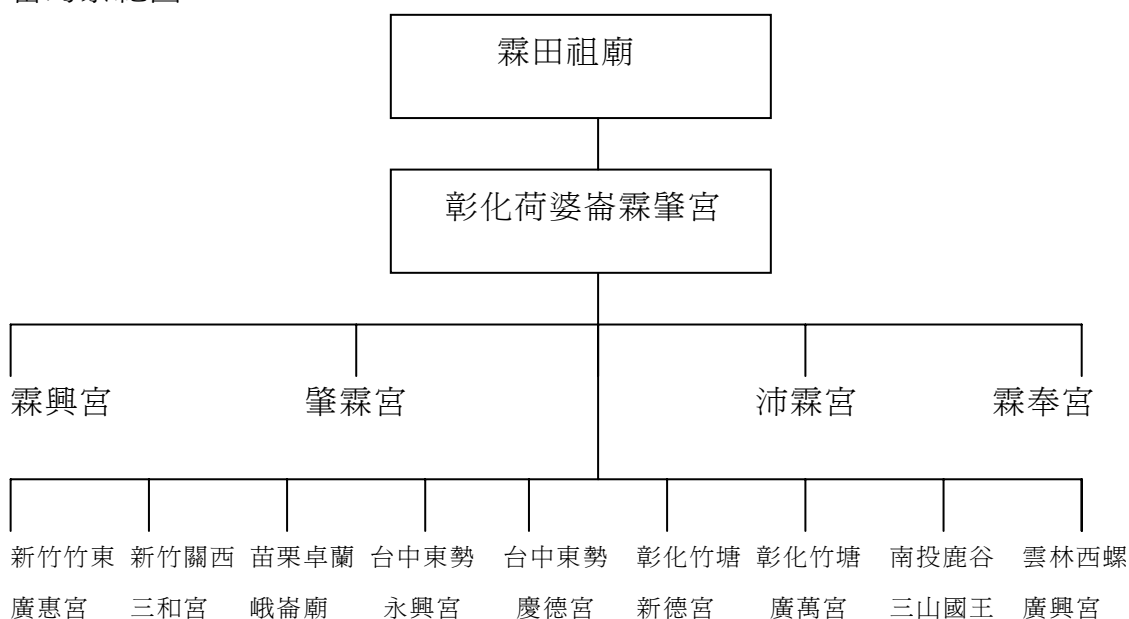 霖田祖廟
彰化荷婆崙霖肇宮
霖興宮 肇霖宮 沛霖宮 霖奉宮
新竹竹東 新竹關西 苗栗卓蘭 台中東勢 台中東勢 彰化竹塘 彰化竹塘 南投鹿谷 雲林西螺
廣惠宮 三和宮 峨崙廟 永興宮 慶德宮 新德宮 廣萬宮 三山國王 廣興宮